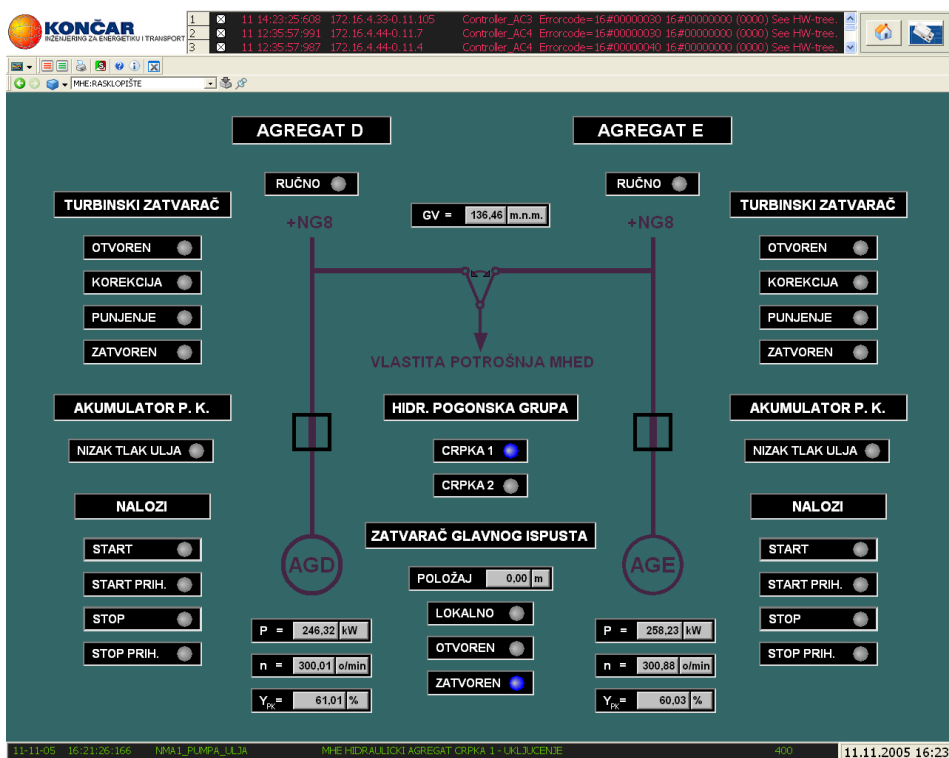 KONČAR
INŽENJERING ZA ENERGETIKU I TRANSPORT
1 11 14:23:25:608 172.16.4.33-0.11.105 Controller_AC3 Errorcode=16#00000030 16#00000000 (0000) See HW-tree.
2 11 12:35:57:991 172.16.4.44-0.11.7 Controller_AC4 Errorcode=16#00000030 16#00000000 (0000) See HW-tree.
3 11 12:35:57:987 172.16.4.44-0.11.4 Controller_AC4 Errorcode=16#00000040 16#00000000 (0000) See HW-tree.
MHE:RASKLOPIŠTE
AGREGAT D
AGREGAT E
RUČNO
RUČNO
TURBINSKI ZATVARAČ
+NG8
GV = 136,46 m.n.m.
+NG8
TURBINSKI ZATVARAČ
OTVOREN
OTVOREN
KOREKCIJA
KOREKCIJA
PUNJENJE
PUNJENJE
ZATVOREN
VLASTITA POTROŠNJA MHED
ZATVOREN
AKUMULATOR P. K.
HIDR. POGONSKA GRUPA
AKUMULATOR P. K.
NIZAK TLAK ULJA
CRPKA 1
NIZAK TLAK ULJA
CRPKA 2
NALOZI
NALOZI
ZATVARAČ GLAVNOG ISPUSTA
START
AGD
AGE
START
START PRIH.
POLOŽAJ 0,00 m
START PRIH.
STOP
LOKALNO
STOP
P = 246,32 kW
P = 258,23 kW
STOP PRIH.
OTVOREN
STOP PRIH.
n = 300,01 o/min
n = 300,88 o/min
ZATVOREN
YPK= 61,01 %
YPK= 60,03 %
11-11-05 16:21:26:166 NMA1_PUMPA_ULJA MHE HIDRAULICKI AGREGAT CRPKA 1 - UKLJUCENJE 400
11.11.2005 16:23